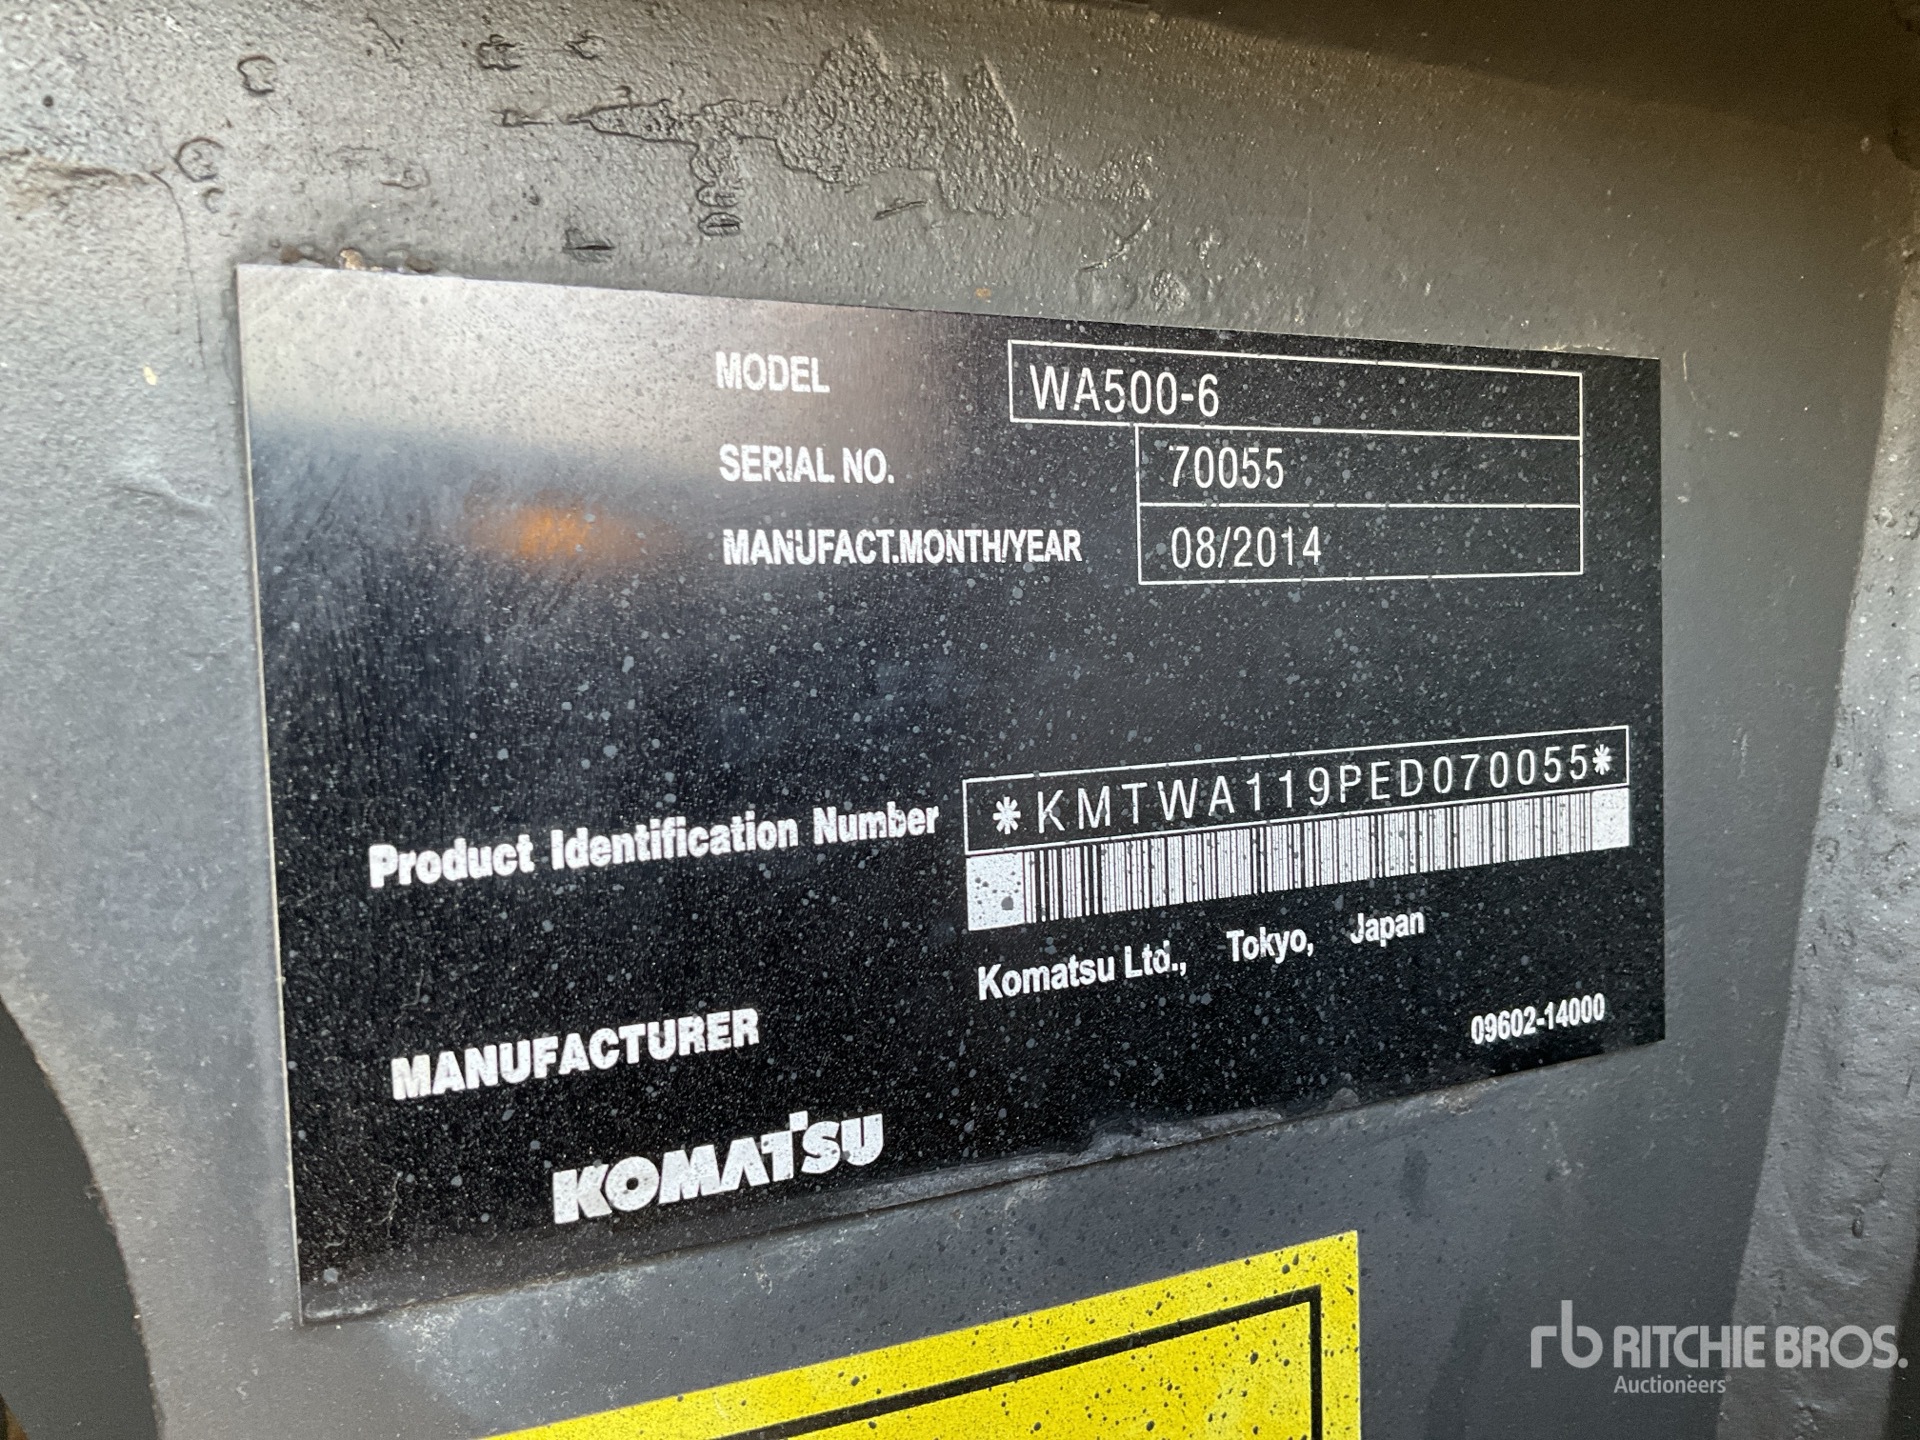 MODEL WA500-6
SERIAL NO. 70055
MANUFACT.MONTH/YEAR 08/2014
Product Identification Number *KMTWA119PED070055*
Komatsu Ltd., Tokyo, Japan
MANUFACTURER
09602-14000
KOMATSU
rb RITCHIE BROS.
Auctioneers